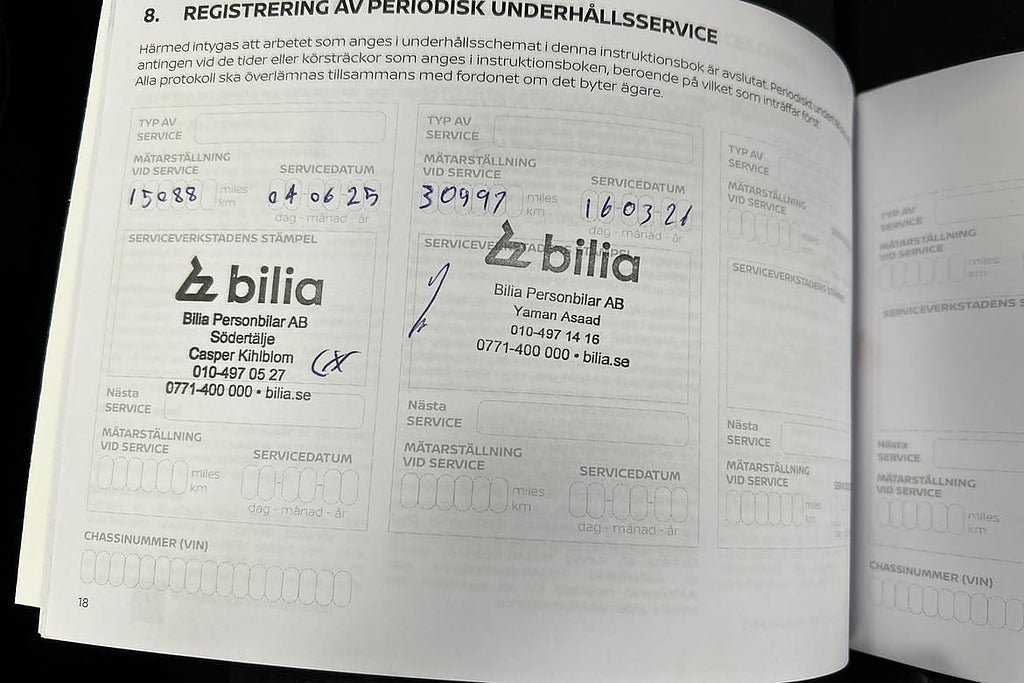 8. REGISTRERING AV PERIODISK UNDERHÅLLSSERVICE
Härmed intygas att arbetet som anges i underhållsschemat i denna instruktionsbok är avslutat. Periodiskt
antingen vid de tider eller körsträckor som anges i instruktionsboken, beroende på vilket som inträffar först.
Alla protokoll ska överlämnas tillsammans med fordonet om det byter ägare.
TYP AV
SERVICE
MÄTARSTÄLLNING
VID SERVICE
SERVICEDATUM
15088 miles
km
04 06 25
dag - månad - år
SERVICEVERKSTADENS STÄMPEL
bilia
Bilia Personbilar AB
Södertälje
Casper Kihlblom
010-497 05 27
0771-400 000 • bilia.se
Nästa
SERVICE
MÄTARSTÄLLNING
VID SERVICE
SERVICEDATUM
miles
km
dag - månad - år
CHASSINUMMER (VIN)
18
TYP AV
SERVICE
MÄTARSTÄLLNING
VID SERVICE
SERVICEDATUM
30997 miles
km
16 03 21
dag - månad - år
bilia
Bilia Personbilar AB
Yaman Asaad
010-497 14 16
0771-400 000 • bilia.se
Nästa
SERVICE
MÄTARSTÄLLNING
VID SERVICE
SERVICEDATUM
miles
km
dag - månad - år
TYP AV
SERVICE
MÄTARSTÄLLNING
VID SERVICE
miles
km
SERVICEVERKSTADENS
Nästa
SERVICE
MÄTARSTÄLLNING
VID SERVICE
miles
km
TYP AV
SERVICE
MÄTARSTÄLLNING
VID SERVICE
miles
km
SERVICEVERKSTADENS
Nästa
SERVICE
MÄTARSTÄLLNING
VID SERVICE
miles
km
CHASSINUMMER (VIN)